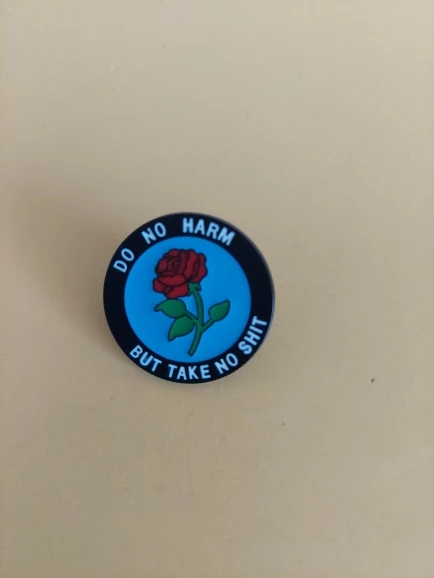 DO NO HARM
BUT TAKE NO SHIT